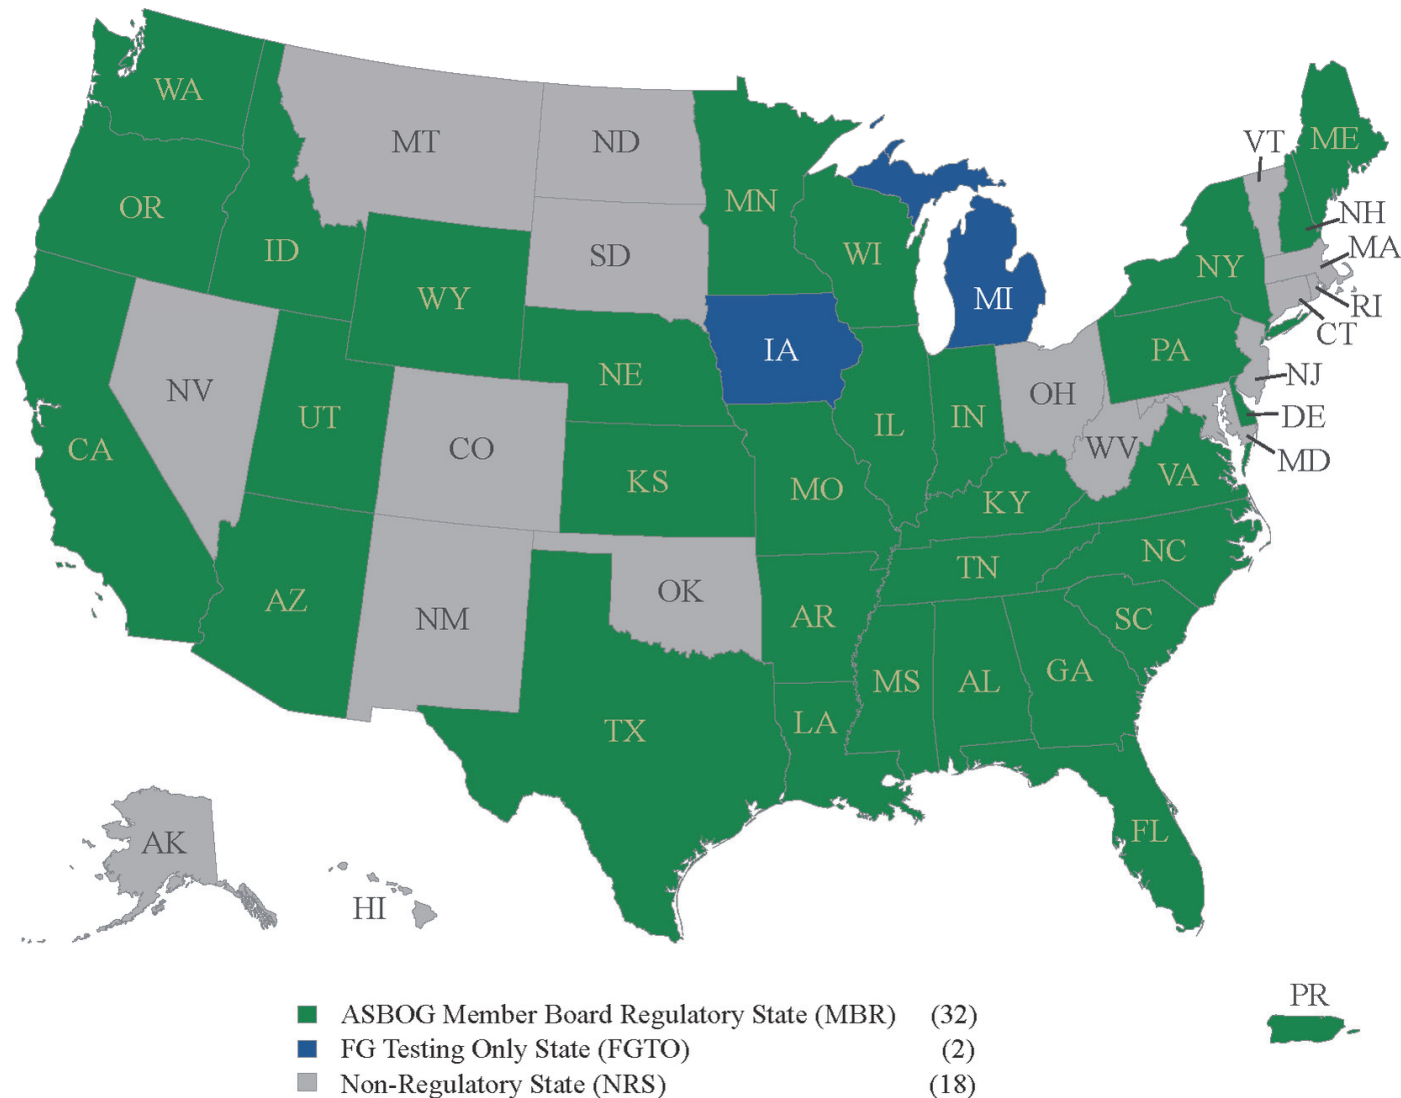 WA
MT
ND
ME
VT
OR
MN
NH
ID
SD
WI
NY
MA
WY
MI
RI
IA
CT
PA
NE
NJ
NV
OH
UT
IL
IN
DE
CA
CO
WV
MD
KS
MO
VA
KY
NC
TN
OK
AZ
NM
AR
SC
GA
MS
AL
TX
LA
FL
AK
HI
PR
ASBOG Member Board Regulatory State (MBR) (32)
FG Testing Only State (FGTO) (2)
Non-Regulatory State (NRS) (18)